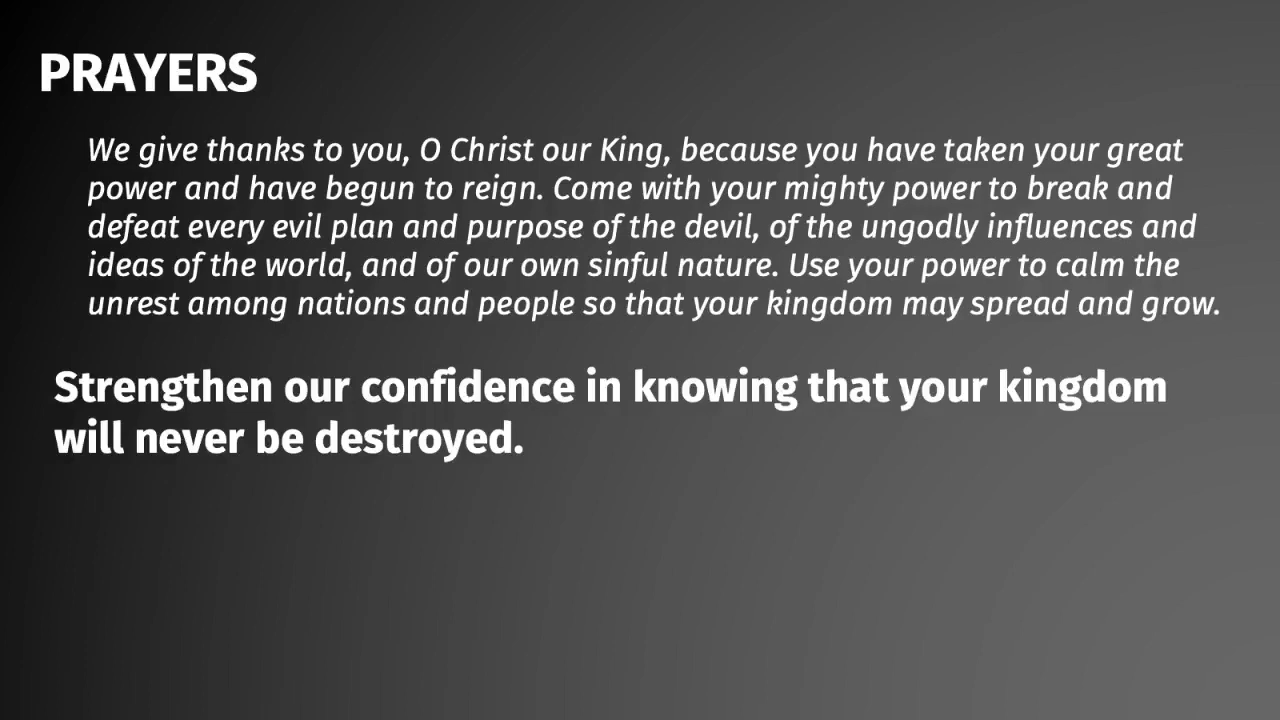 PRAYERS
We give thanks to you, O Christ our King, because you have taken your great
power and have begun to reign. Come with your mighty power to break and
defeat every evil plan and purpose of the devil, of the ungodly influences and
ideas of the world, and of our own sinful nature. Use your power to calm the
unrest among nations and people so that your kingdom may spread and grow.
Strengthen our confidence in knowing that your kingdom
will never be destroyed.